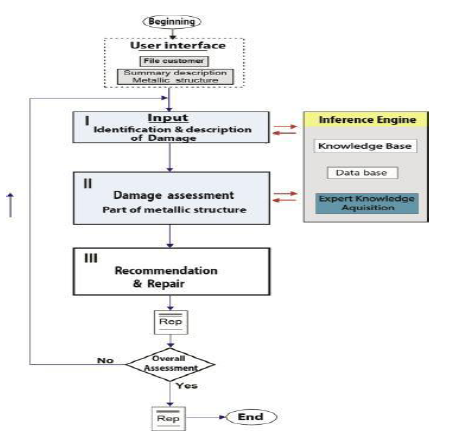 Beginning
User interface
File customer
Summary description
Metallic structure
I
Input
Identification & description
of Damage
Inference Engine
Knowledge Base
Data base
Expert Knowledge
Aquisition
II
Damage assessment
Part of metallic structure
III
Recommendation
& Repair
Rep
No
Overall
Assessment
Yes
Rep
End